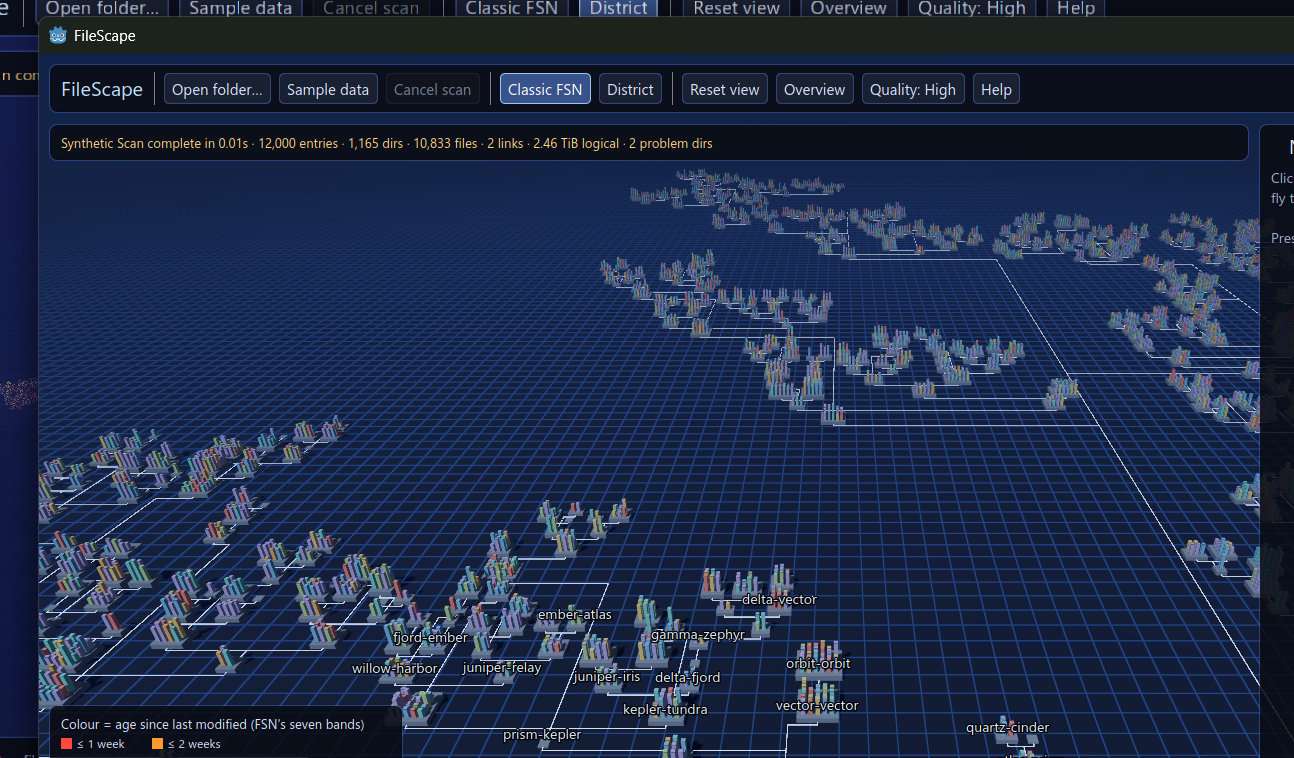 Open folder... Sample data Cancel scan Classic FSN District Reset view Overview Quality: High Help
FileScape
FileScape Open folder... Sample data Cancel scan Classic FSN District Reset view Overview Quality: High Help
Synthetic Scan complete in 0.01s · 12,000 entries · 1,165 dirs · 10,833 files · 2 links · 2.46 TiB logical · 2 problem dirs
Clic
fly t
Pres
delta-vector
ember-atlas
fjord-ember
gamma-zephyr
willow-harbor
juniper-relay
juniper-iris
delta-fjord
orbit-orbit
kepler-tundra
vector-vector
quartz-cinder
prism-kepler
Colour = age since last modified (FSN's seven bands)
≤ 1 week ≤ 2 weeks